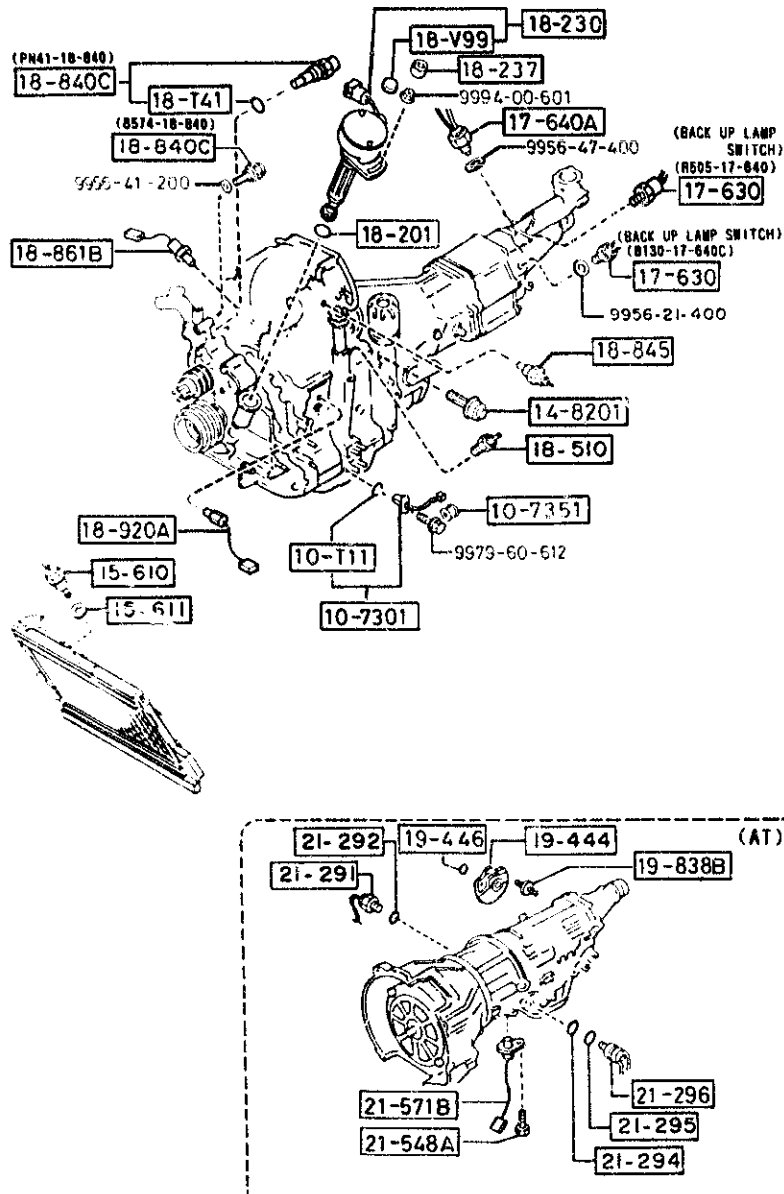 18-230
18-V99
(PN41-18-840)
18-840C
18-237
18-T41
9994-00-601
(8574-18-840)
18-840C
17-640A
9956-47-400
(BACK UP LAMP
SWITCH)
(R505-17-640)
17-630
9956-41-200
18-201
18-861B
(BACK UP LAMP SWITCH)
(8130-17-640C)
17-630
9956-21-400
18-845
14-8201
18-510
18-920A
10-T11
10-7351
9979-60-612
15-610
15-611
10-7301
(AT)
21-292
19-446
19-444
21-291
19-838B
21-571B
21-296
21-295
21-548A
21-294